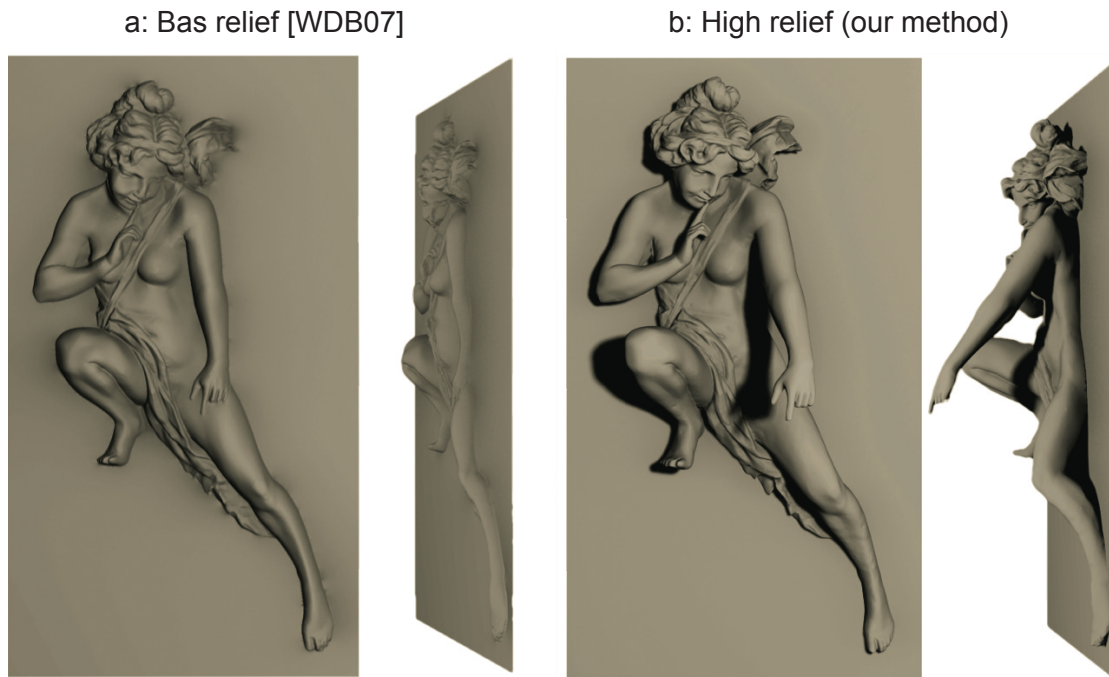 a: Bas relief [WDB07]
b: High relief (our method)